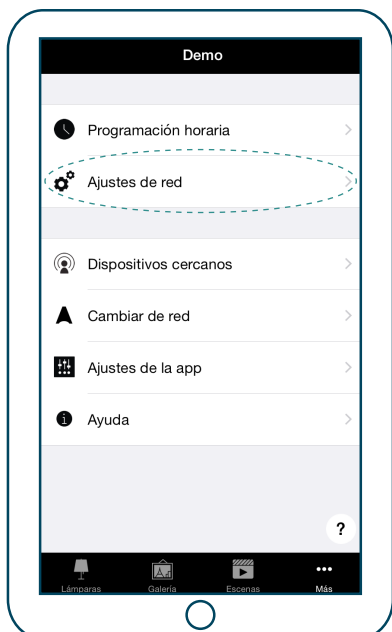 Demo
Programación horaria
Ajustes de red
Dispositivos cercanos
Cambiar de red
Ajustes de la app
Ayuda
?
Lámparas Galería Escenas Más